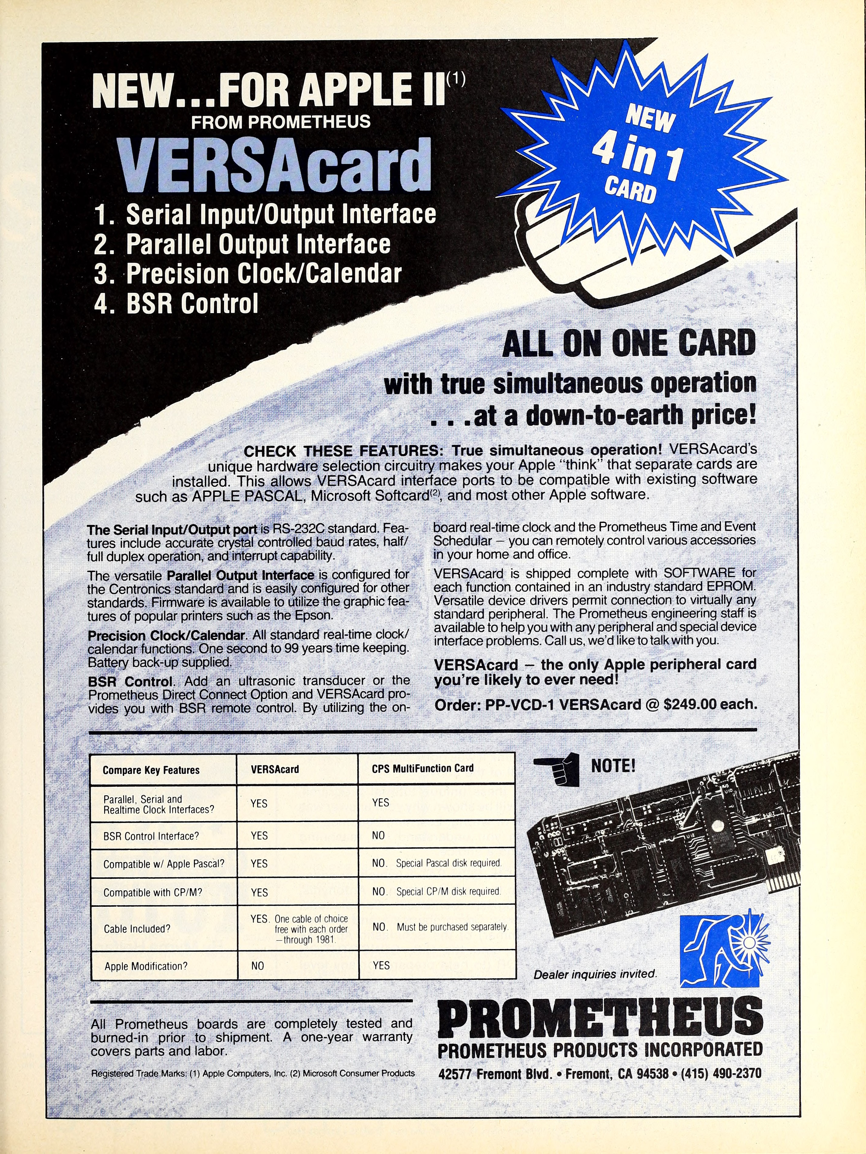 NEW...FOR APPLE II(1)
FROM PROMETHEUS
VERSAcard
1. Serial Input/Output Interface
2. Parallel Output Interface
3. Precision Clock/Calendar
4. BSR Control
NEW
4 in 1
CARD
ALL ON ONE CARD
with true simultaneous operation
. . .at a down-to-earth price!
CHECK THESE FEATURES: True simultaneous operation! VERSAcard's
unique hardware selection circuitry makes your Apple "think" that separate cards are
installed. This allows VERSAcard interface ports to be compatible with existing software
such as APPLE PASCAL, Microsoft Softcard(2), and most other Apple software.
The Serial Input/Output port is RS-232C standard. Fea-
tures include accurate crystal controlled baud rates, half/
full duplex operation, and interrupt capability.
The versatile Parallel Output Interface is configured for
the Centronics standard and is easily configured for other
standards. Firmware is available to utilize the graphic fea-
tures of popular printers such as the Epson.
Precision Clock/Calendar. All standard real-time clock/
calendar functions. One second to 99 years time keeping.
Battery back-up supplied.
BSR Control. Add an ultrasonic transducer or the
Prometheus Direct Connect Option and VERSAcard pro-
vides you with BSR remote control. By utilizing the on-
board real-time clock and the Prometheus Time and Event
Schedular – you can remotely control various accessories
in your home and office.
VERSAcard is shipped complete with SOFTWARE for
each function contained in an industry standard EPROM.
Versatile device drivers permit connection to virtually any
standard peripheral. The Prometheus engineering staff is
available to help you with any peripheral and special device
interface problems. Call us, we'd like to talk with you.
VERSAcard – the only Apple peripheral card
you're likely to ever need!
Order: PP-VCD-1 VERSAcard @ $249.00 each.
Compare Key Features VERSAcard CPS MultiFunction Card
Parallel, Serial and
Realtime Clock Interfaces? YES YES
BSR Control Interface? YES NO
Compatible w/ Apple Pascal? YES NO. Special Pascal disk required.
Compatible with CP/M? YES NO. Special CP/M disk required.
Cable Included? YES. One cable of choice
free with each order
–through 1981. NO. Must be purchased separately.
Apple Modification? NO YES
NOTE!
Dealer inquiries invited.
All Prometheus boards are completely tested and
burned-in prior to shipment. A one-year warranty
covers parts and labor.
Registered Trade Marks: (1) Apple Computers, Inc. (2) Microsoft Consumer Products
PROMETHEUS
PROMETHEUS PRODUCTS INCORPORATED
42577 Fremont Blvd. • Fremont, CA 94538 • (415) 490-2370